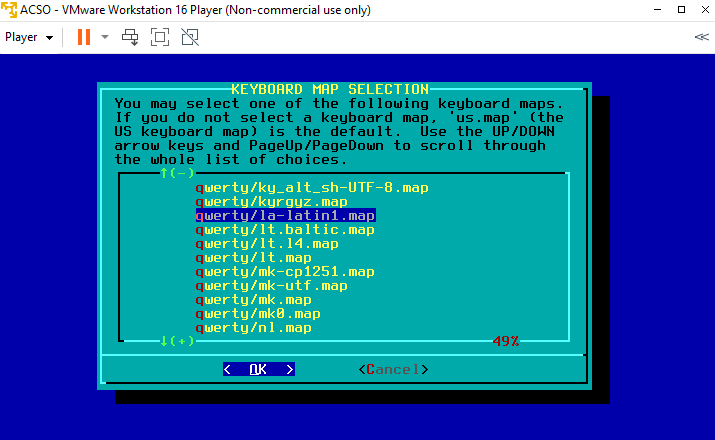 ACSO - VMware Workstation 16 Player (Non-commercial use only)
Player
KEYBOARD MAP SELECTION
You may select one of the following keyboard maps.
If you do not select a keyboard map, 'us.map' (the
US keyboard map) is the default.  Use the UP/DOWN
arrow keys and PageUp/PageDown to scroll through
the whole list of choices.
↑(-)
qwerty/ky_alt_sh-UTF-8.map
qwerty/kyrgyz.map
qwerty/la-latin1.map
qwerty/lt.baltic.map
qwerty/lt.l4.map
qwerty/lt.map
qwerty/mk-cp1251.map
qwerty/mk-utf.map
qwerty/mk.map
qwerty/mk0.map
qwerty/nl.map
↓(+) 49%
<  OK  > <Cancel>